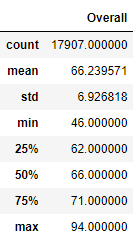 Overall
count 17907.000000
mean 66.239571
std 6.926818
min 46.000000
25% 62.000000
50% 66.000000
75% 71.000000
max 94.000000